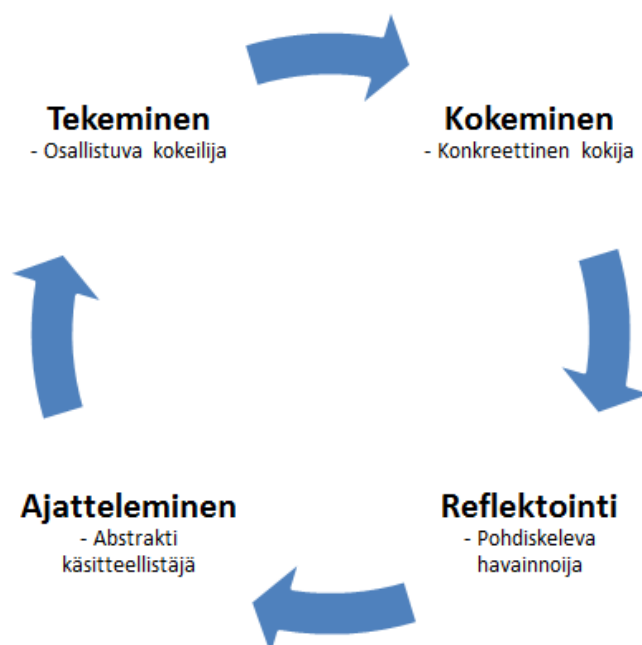 Tekeminen
- Osallistuva kokeilija
Kokeminen
- Konkreettinen kokija
Reflektointi
- Pohdiskeleva
havainnoija
Ajatteleminen
- Abstrakti
käsitteellistäjä